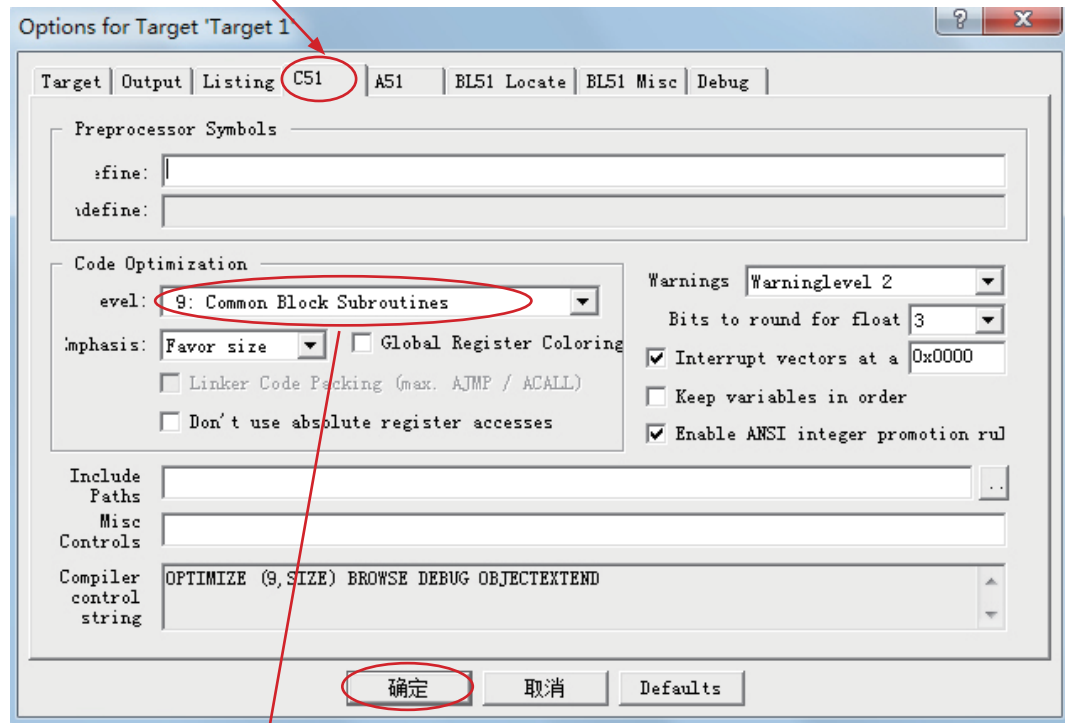 Options for Target 'Target 1'
Target Output Listing C51 A51 BL51 Locate BL51 Misc Debug
Preprocessor Symbols
efine:
ndefine:
Code Optimization
evel: 9: Common Block Subroutines
Warnings Warninglevel 2
Bits to round for float 3
mphasis: Favor size Global Register Coloring
Interrupt vectors at a 0x0000
Linker Code Packing (max. AJMP / ACALL)
Keep variables in order
Don't use absolute register accesses
Enable ANSI integer promotion rul
Include
Paths
..
Misc
Controls
Compiler
control
string
OPTIMIZE (9,SIZE) BROWSE DEBUG OBJECTEXTEND
确定 取消 Defaults